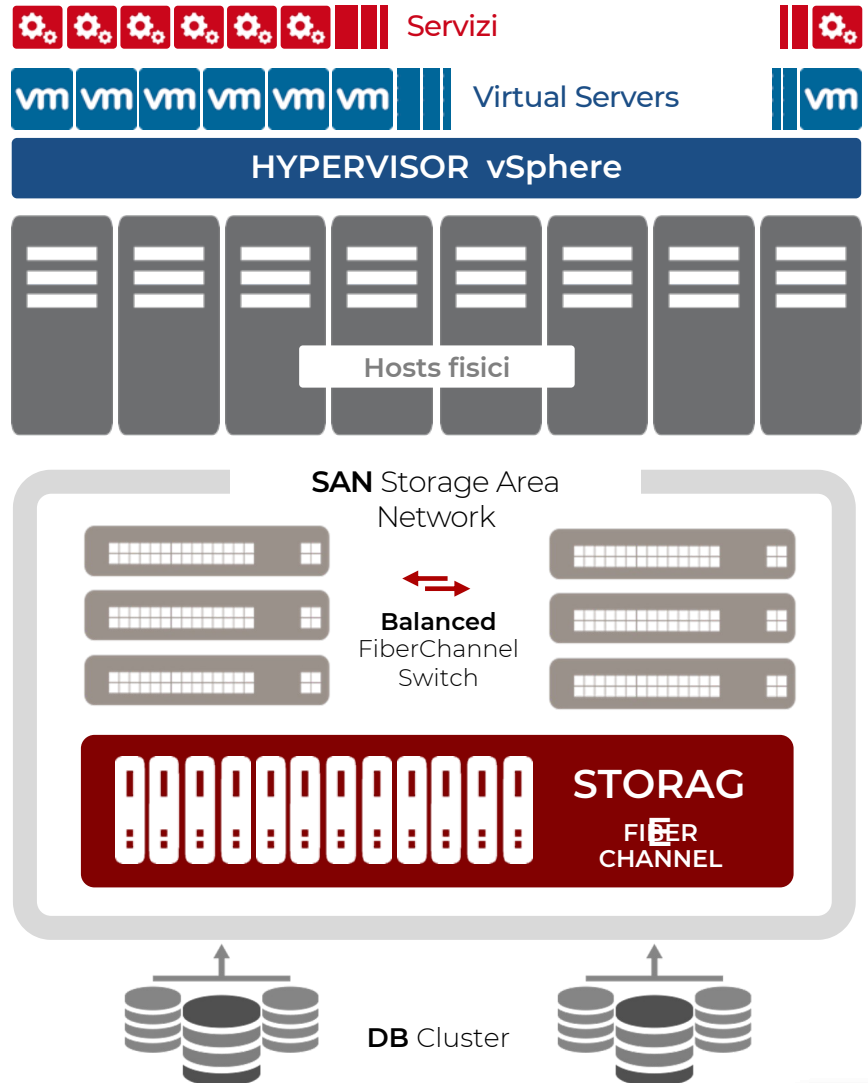 Servizi
vm vm vm vm vm vm Virtual Servers vm
HYPERVISOR vSphere
Hosts fisici
SAN Storage Area
Network
Balanced
FiberChannel
Switch
STORAG
E
FIBER
CHANNEL
DB Cluster